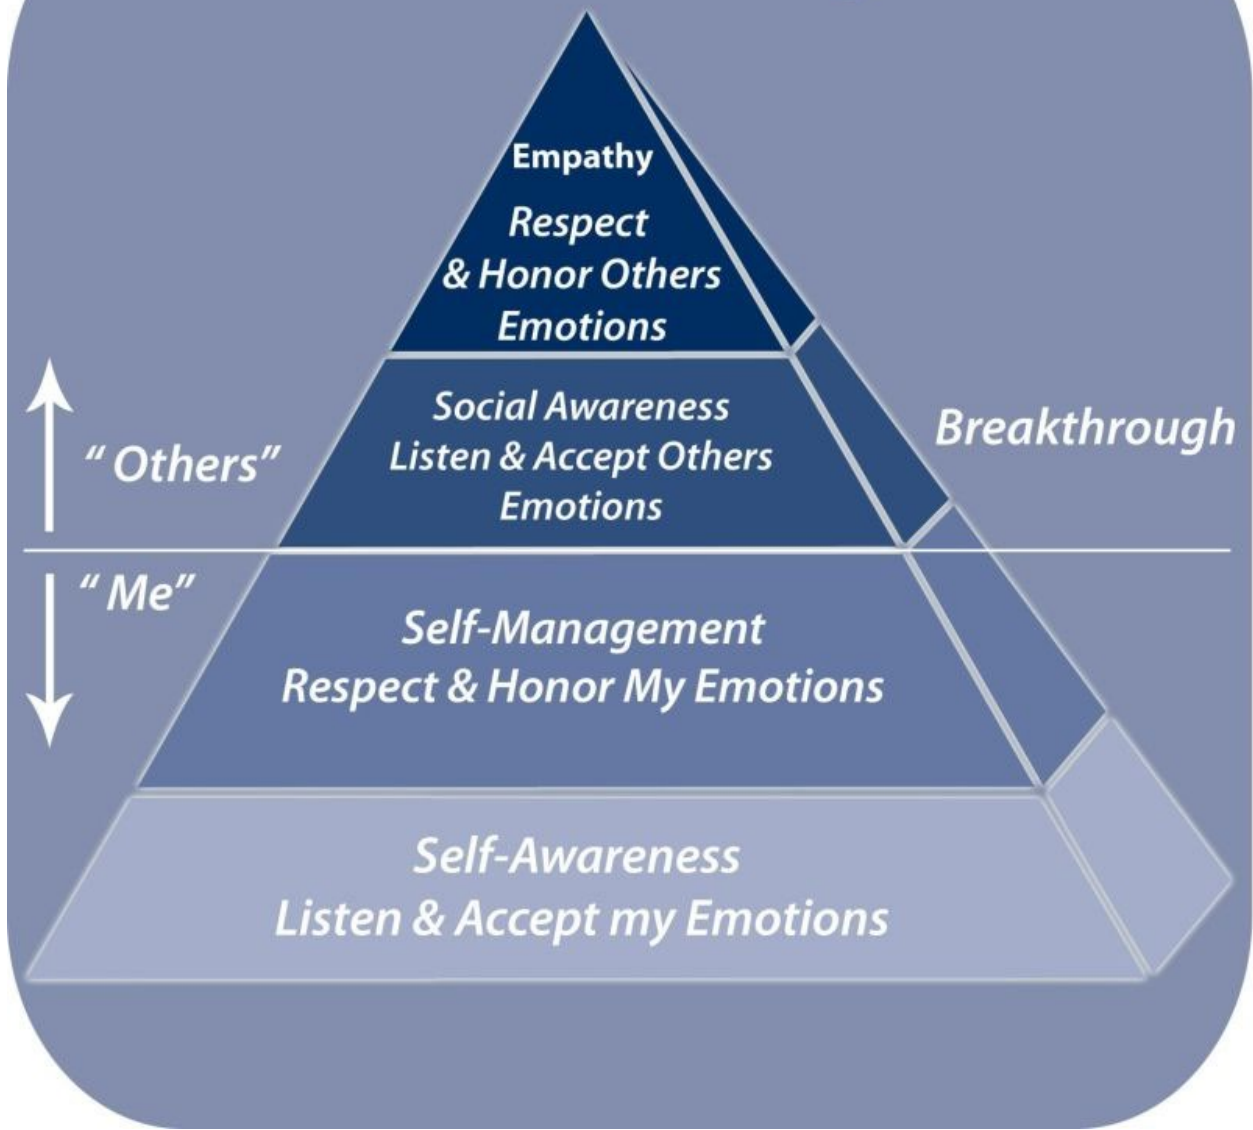 Empathy
Respect
& Honor Others
Emotions
Social Awareness
Listen & Accept Others
Emotions
Breakthrough
“Others”
“Me”
Self-Management
Respect & Honor My Emotions
Self-Awareness
Listen & Accept my Emotions